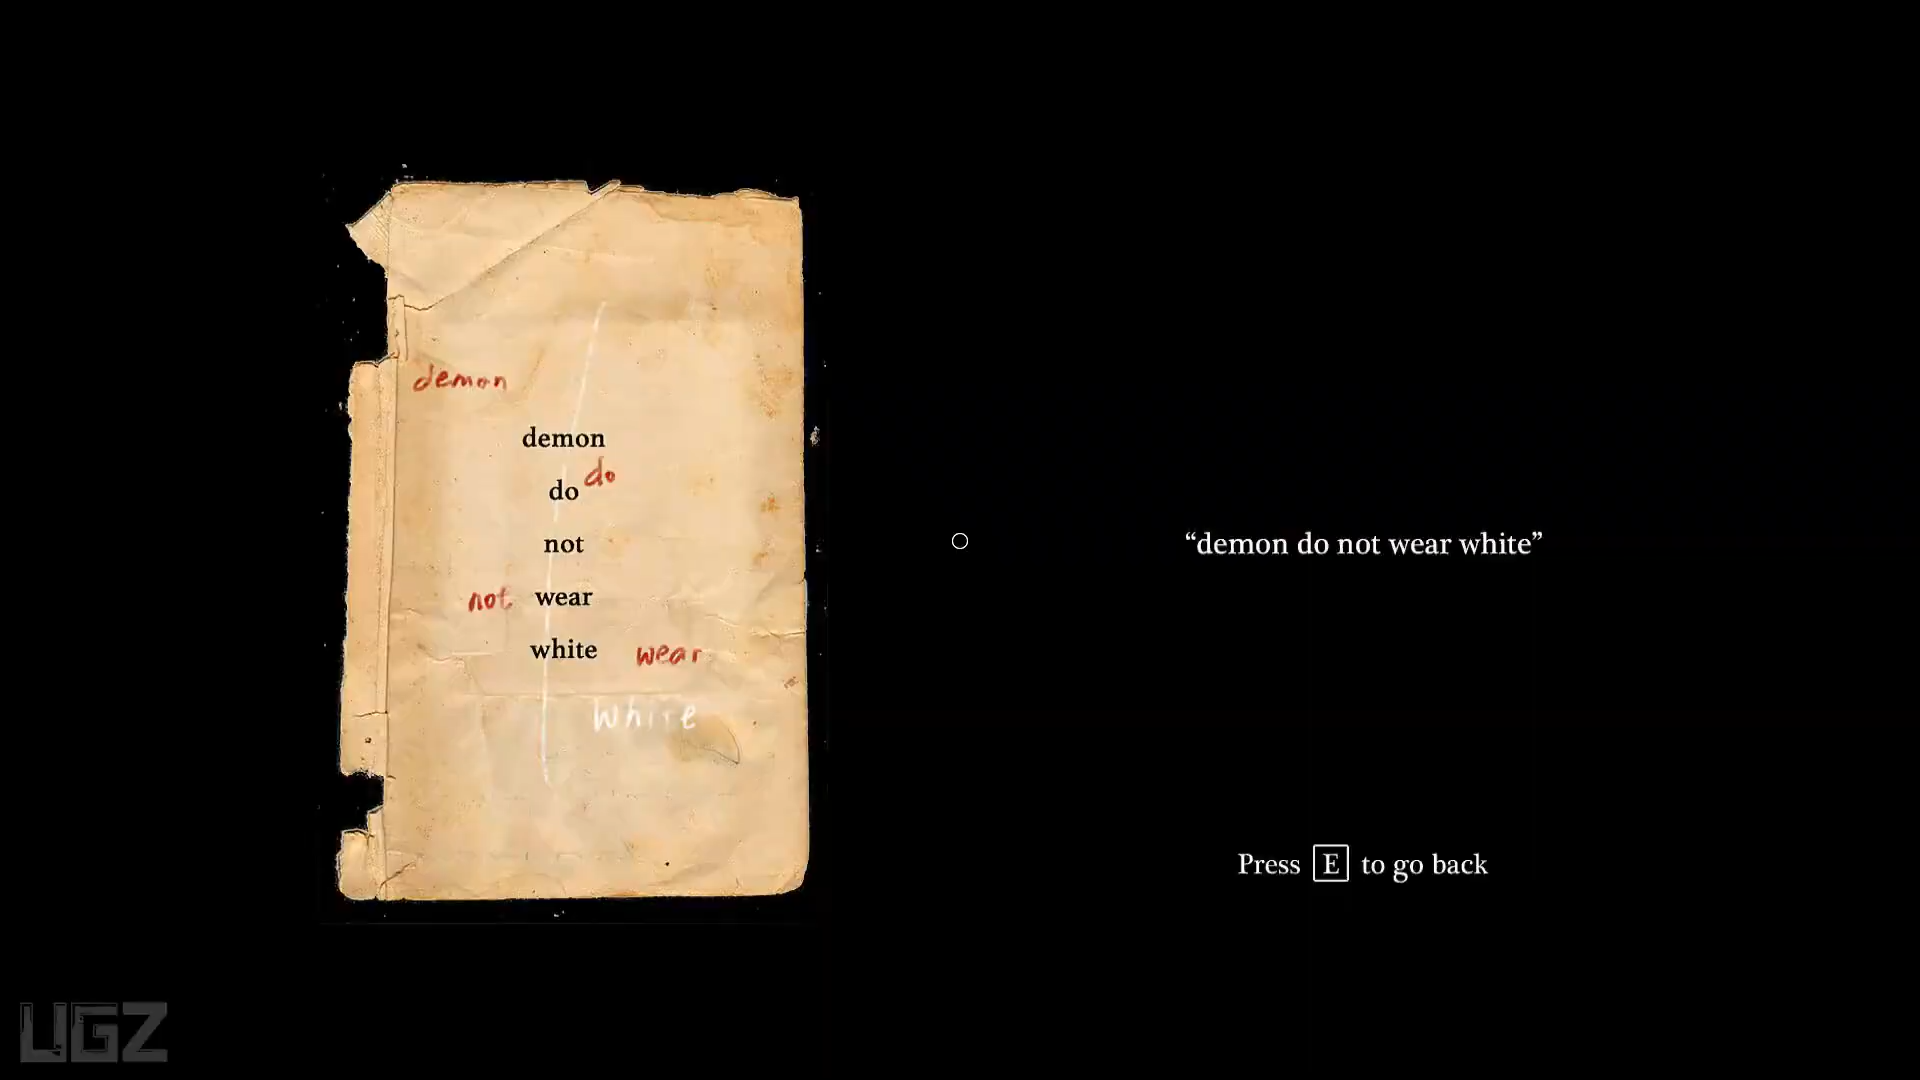 demon
demon
do
do
not
not
wear
white
wear
white
“demon do not wear white”
Press E to go back
UGZ